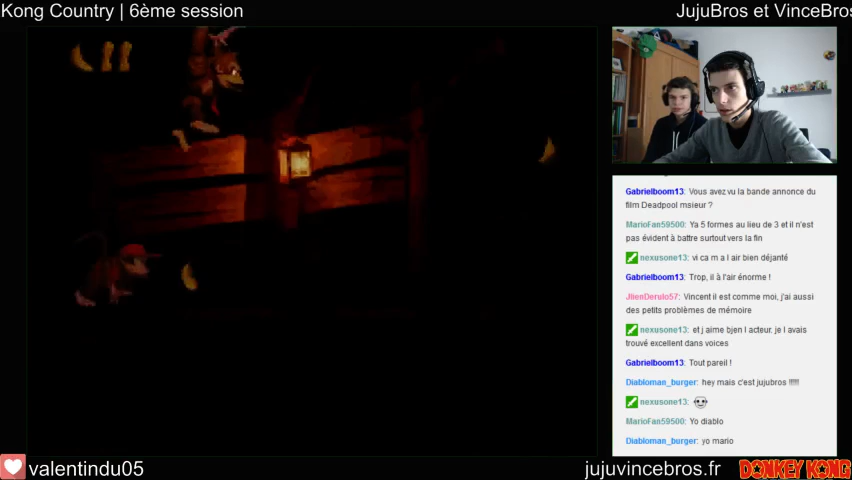 Kong Country | 6ème session
JujuBros et VinceBros
Gabrielboom13: Vous avez vu la bande annonce du
film Deadpool msieur ?
MarioFan59500: Ya 5 formes au lieu de 3 et il n'est
pas évident à battre surtout vers la fin
nexusone13: vi ca m a l air bien déjanté
Gabrielboom13: Trop, il à l'air énorme !
JlienDerulo57: Vincent il est comme moi, j'ai aussi
des petits problèmes de mémoire
nexusone13: et j aime bjen l acteur. je l avais
trouvé excellent dans voices
Gabrielboom13: Tout pareil !
Diabloman_burger: hey mais c'est jujubros !!!!!
nexusone13:
MarioFan59500: Yo diablo
Diabloman_burger: yo mario
valentindu05
jujuvincebros.fr
DONKEY KONG